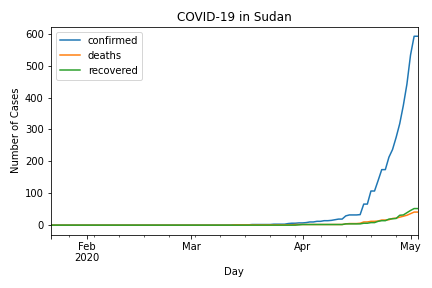 COVID-19 in Sudan
confirmed
deaths
recovered
Number of Cases
600
500
400
300
200
100
0
Feb
2020
Mar
Apr
May
Day